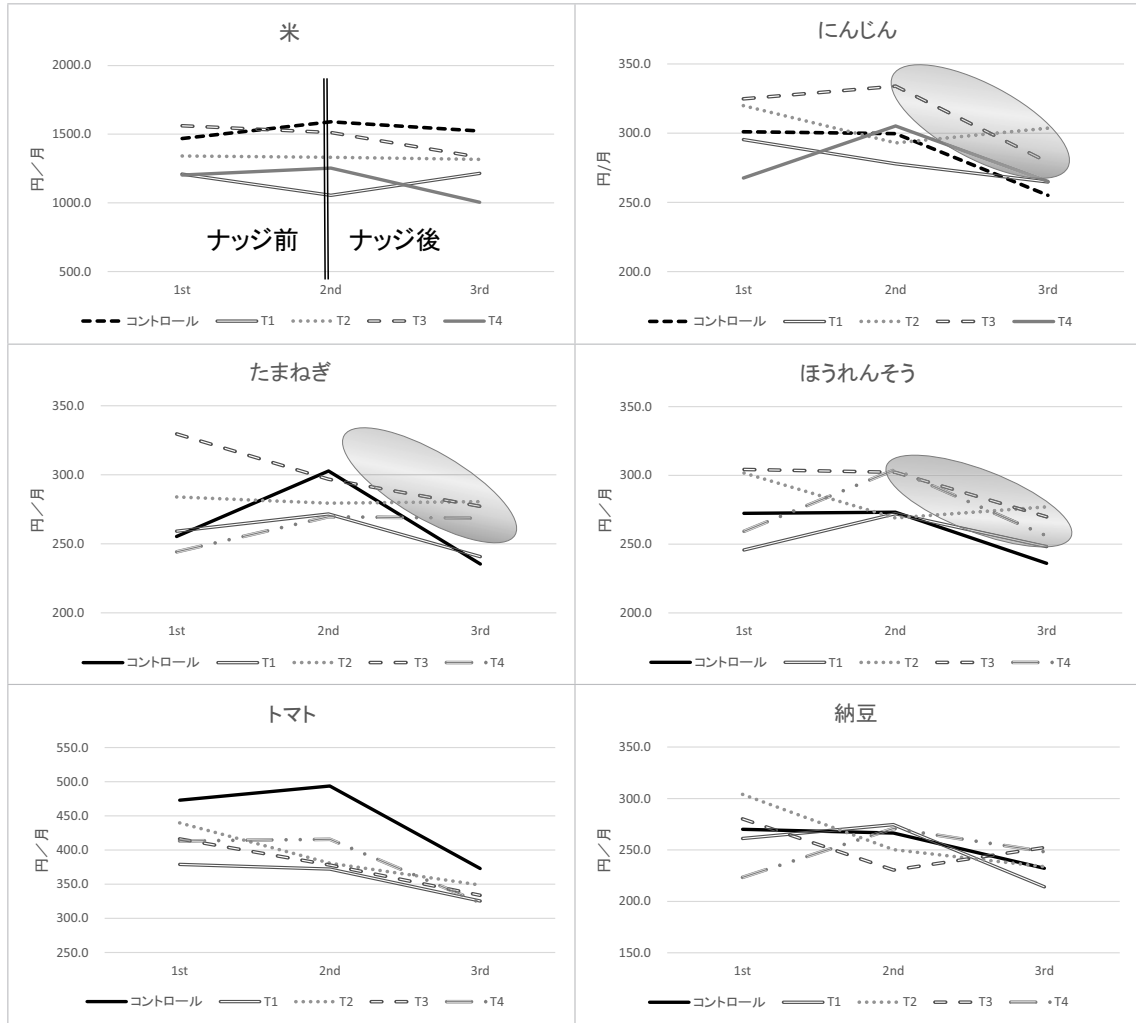 米
2000.0
1500.0
1000.0
500.0
円／月
ナッジ前
ナッジ後
1st 2nd 3rd
コントロール T1 T2 T3 T4
にんじん
350.0
300.0
250.0
200.0
円/月
1st 2nd 3rd
コントロール T1 T2 T3 T4
たまねぎ
350.0
300.0
250.0
200.0
円／月
1st 2nd 3rd
コントロール T1 T2 T3 T4
ほうれんそう
350.0
300.0
250.0
200.0
円／月
1st 2nd 3rd
コントロール T1 T2 T3 T4
トマト
550.0
500.0
450.0
400.0
350.0
300.0
250.0
円／月
1st 2nd 3rd
コントロール T1 T2 T3 T4
納豆
350.0
300.0
250.0
200.0
150.0
円／月
1st 2nd 3rd
コントロール T1 T2 T3 T4